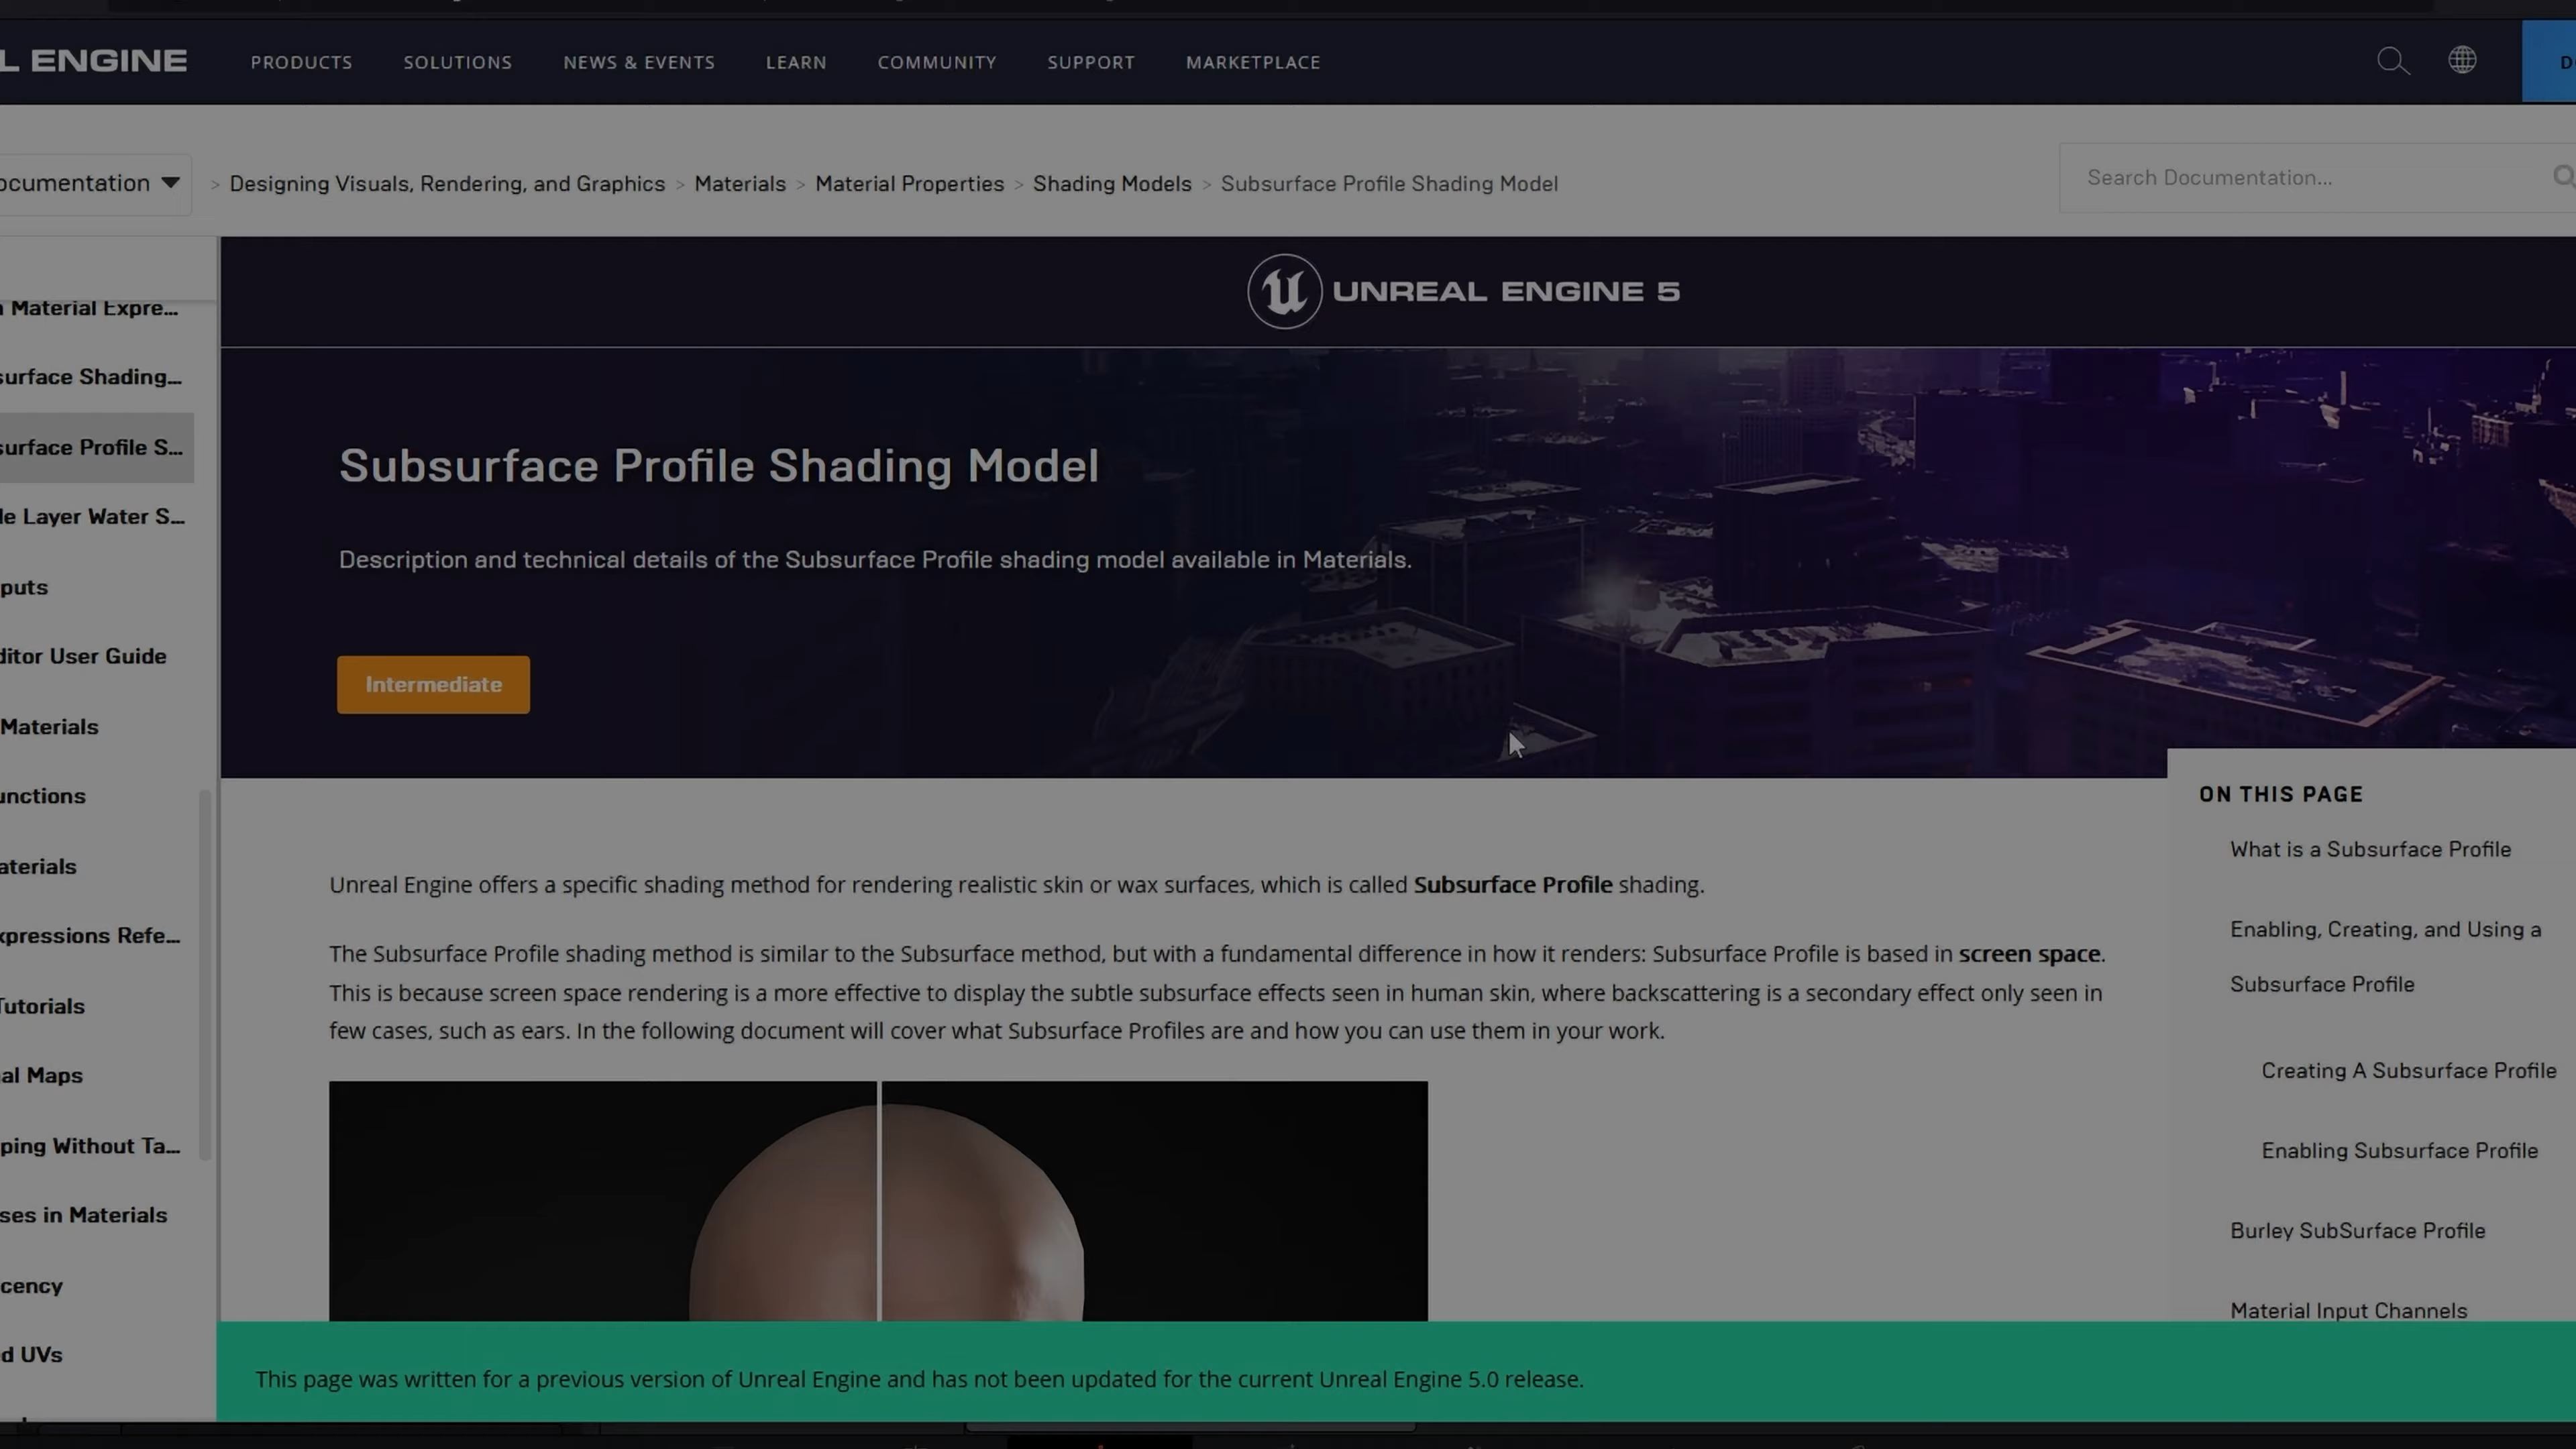 L ENGINE
PRODUCTS
SOLUTIONS
NEWS & EVENTS
LEARN
COMMUNITY
SUPPORT
MARKETPLACE
D
ocumentation
> Designing Visuals, Rendering, and Graphics > Materials > Material Properties > Shading Models > Subsurface Profile Shading Model
Search Documentation...
n Material Expre...
surface Shading...
surface Profile S...
le Layer Water S...
puts
ditor User Guide
Materials
unctions
aterials
xpressions Refe...
Tutorials
al Maps
ping Without Ta...
ses in Materials
cency
d UVs
UNREAL ENGINE 5
Subsurface Profile Shading Model
Description and technical details of the Subsurface Profile shading model available in Materials.
Intermediate
Unreal Engine offers a specific shading method for rendering realistic skin or wax surfaces, which is called Subsurface Profile shading.
The Subsurface Profile shading method is similar to the Subsurface method, but with a fundamental difference in how it renders: Subsurface Profile is based in screen space.
This is because screen space rendering is a more effective to display the subtle subsurface effects seen in human skin, where backscattering is a secondary effect only seen in
few cases, such as ears. In the following document will cover what Subsurface Profiles are and how you can use them in your work.
ON THIS PAGE
What is a Subsurface Profile
Enabling, Creating, and Using a
Subsurface Profile
Creating A Subsurface Profile
Enabling Subsurface Profile
Burley SubSurface Profile
Material Input Channels
This page was written for a previous version of Unreal Engine and has not been updated for the current Unreal Engine 5.0 release.